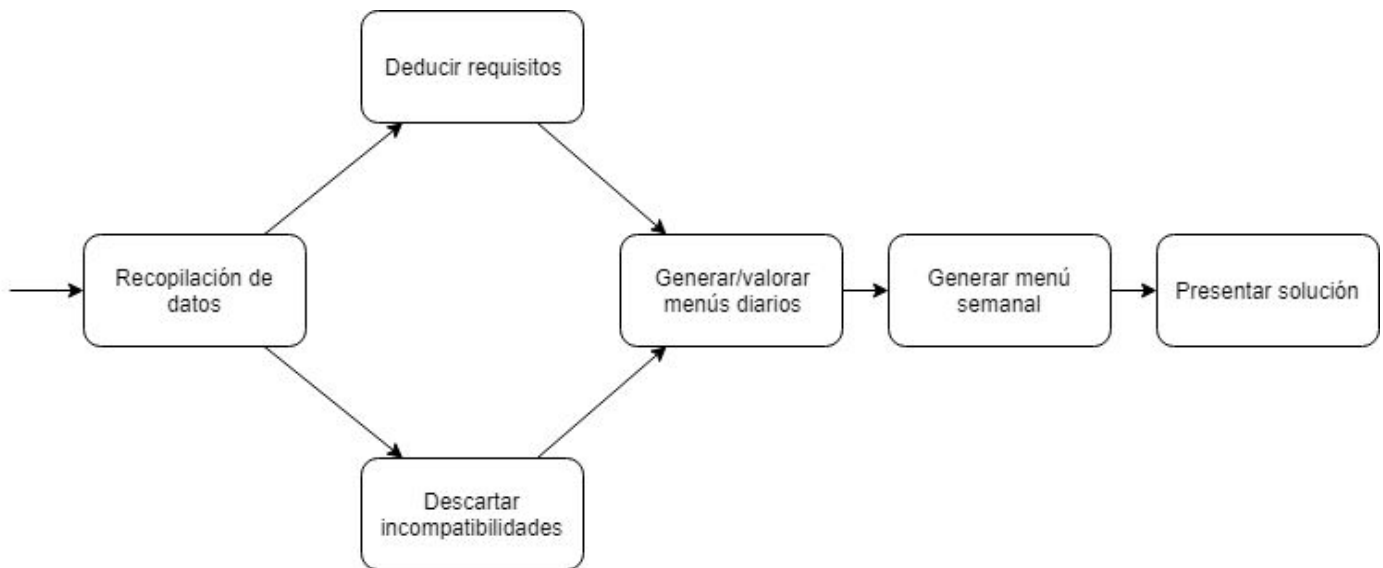 Deducir requisitos
Recopilación de
datos
Generar/valorar
menús diarios
Generar menú
semanal
Presentar solución
Descartar
incompatibilidades